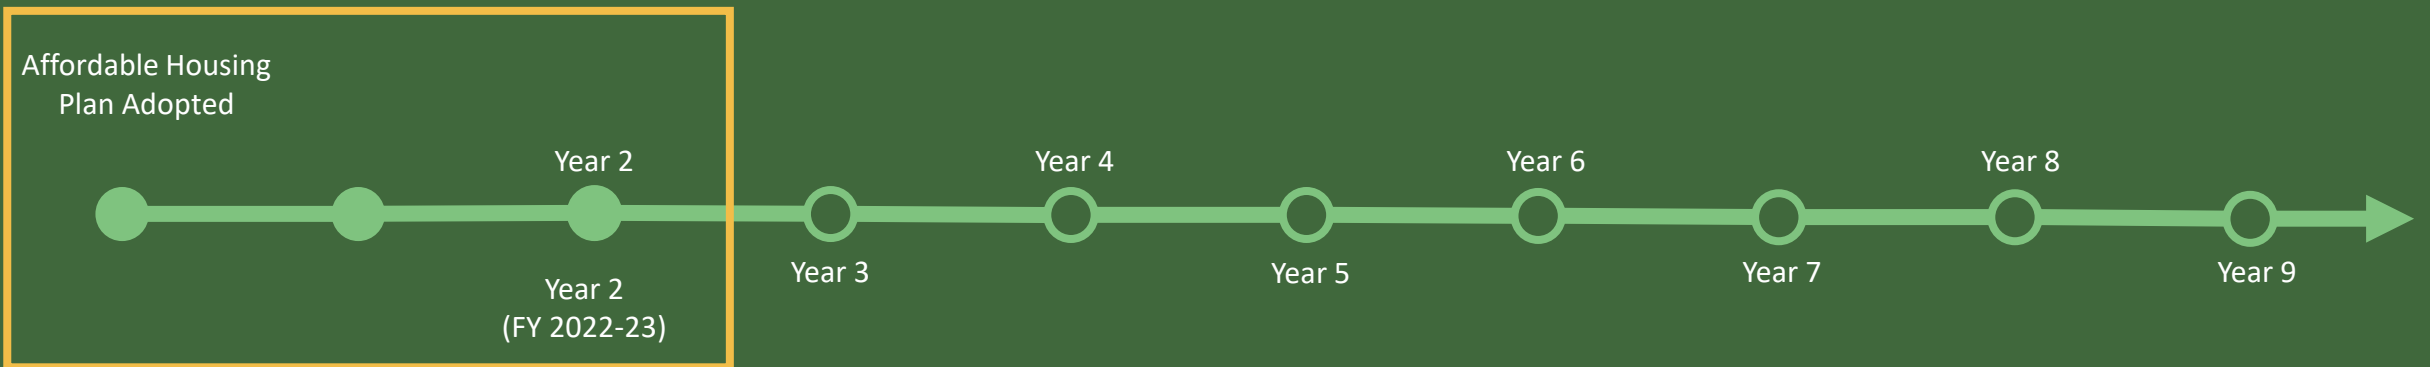 Affordable Housing
Plan Adopted
Year 2
Year 2
(FY 2022-23)
Year 3
Year 4
Year 5
Year 6
Year 7
Year 8
Year 9